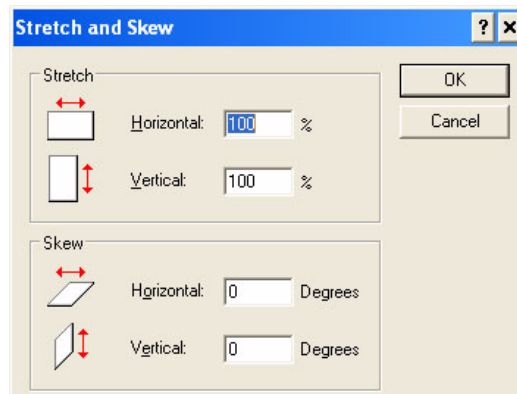 Stretch and Skew
Stretch
Horizontal: 100 %
Vertical: 100 %
OK
Cancel
Skew
Horizontal: 0 Degrees
Vertical: 0 Degrees